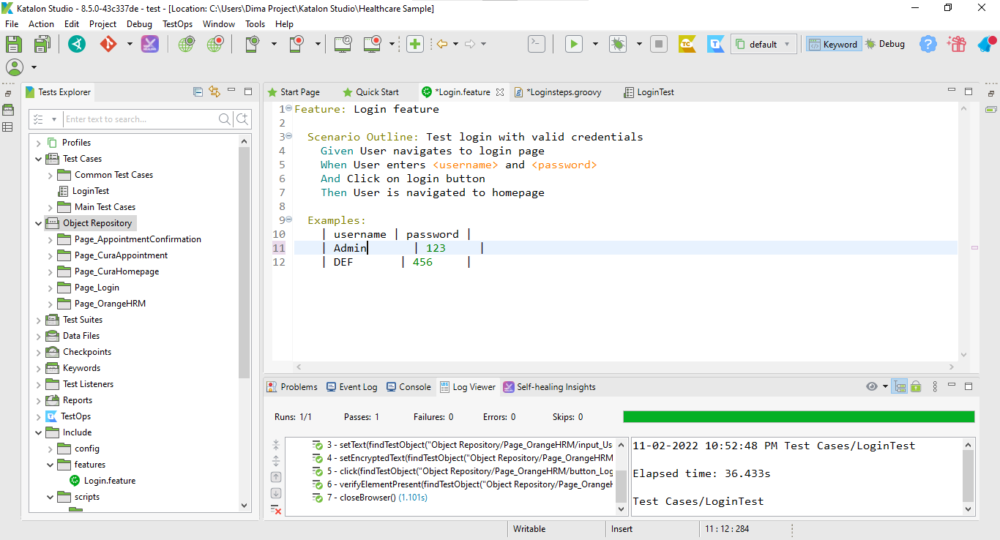 Katalon Studio - 8.5.0-43c337de - test - [Location: C:\Users\Dima Project\Katalon Studio\Healthcare Sample]
File Action Edit Project Debug TestOps Window Tools Help
default Keyword Debug
Tests Explorer
Enter text to search...
Profiles
Test Cases
Common Test Cases
LoginTest
Main Test Cases
Object Repository
Page_AppointmentConfirmation
Page_CuraAppointment
Page_CuraHomepage
Page_Login
Page_OrangeHRM
Test Suites
Data Files
Checkpoints
Keywords
Test Listeners
Reports
TestOps
Include
config
features
Login.feature
scripts
Start Page Quick Start *Login.feature *Loginsteps.groovy LoginTest
1 Feature: Login feature
2
3 Scenario Outline: Test login with valid credentials
4 Given User navigates to login page
5 When User enters <username> and <password>
6 And Click on login button
7 Then User is navigated to homepage
8
9 Examples:
10 | username | password |
11 | Admin | 123 |
12 | DEF | 456 |
Problems Event Log Console Log Viewer Self-healing Insights
Runs: 1/1 Passes: 1 Failures: 0 Errors: 0 Skips: 0
3 - setText(findTestObject("Object Repository/Page_OrangeHRM/input_Us
4 - setEncryptedText(findTestObject("Object Repository/Page_OrangeHRM
5 - click(findTestObject("Object Repository/Page_OrangeHRM/button_Log
6 - verifyElementPresent(findTestObject("Object Repository/Page_OrangeH
7 - closeBrowser() (1.101s)
11-02-2022 10:52:48 PM Test Cases/LoginTest
Elapsed time: 36.433s
Test Cases/LoginTest
Writable Insert 11 : 12 : 284